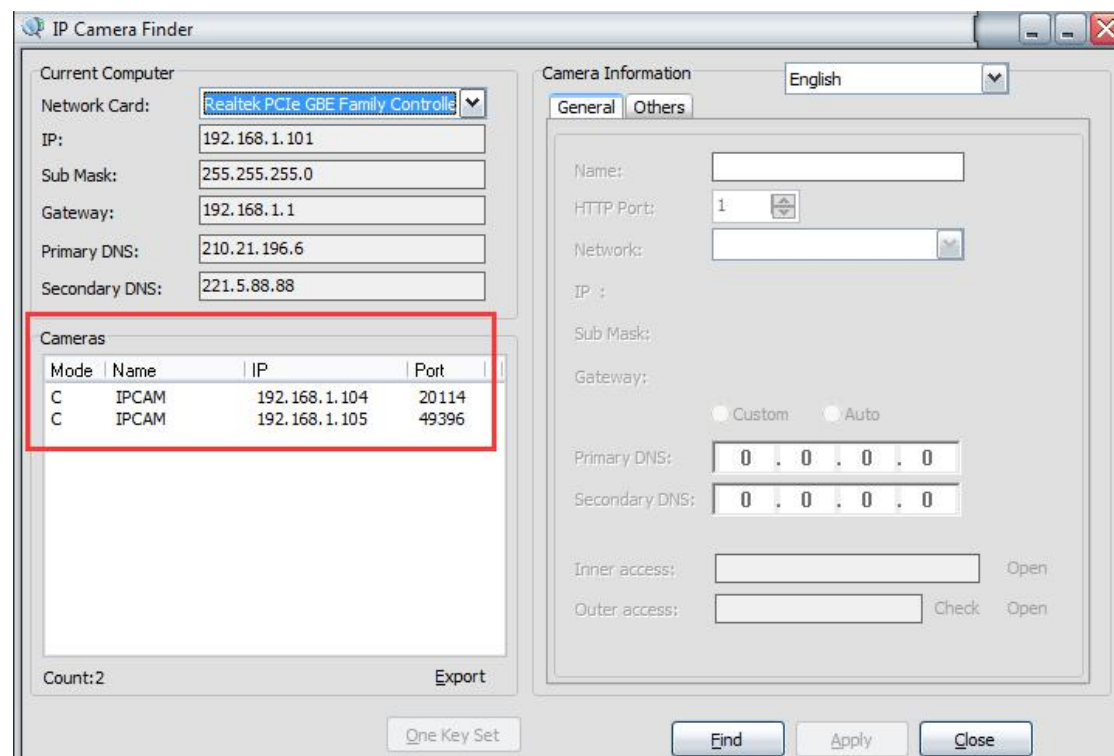 IP Camera Finder
Current Computer
Network Card: Realtek PCIe GBE Family Controlle
IP: 192.168.1.101
Sub Mask: 255.255.255.0
Gateway: 192.168.1.1
Primary DNS: 210.21.196.6
Secondary DNS: 221.5.88.88
Cameras
Mode Name IP Port
C IPCAM 192.168.1.104 20114
C IPCAM 192.168.1.105 49396
Count:2 Export
One Key Set
Camera Information English
General Others
Name:
HTTP Port: 1
Network:
IP :
Sub Mask:
Gateway:
Custom Auto
Primary DNS: 0 . 0 . 0 . 0
Secondary DNS: 0 . 0 . 0 . 0
Inner access: Open
Outer access: Check Open
Find Apply Close